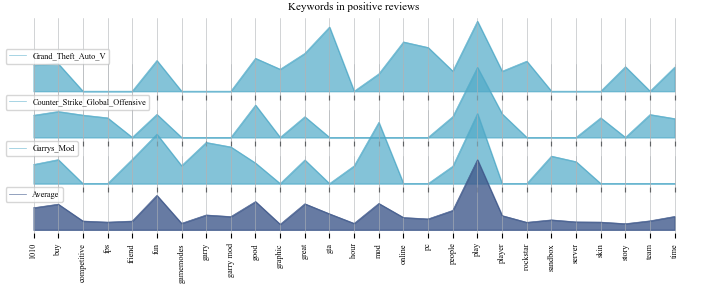 Keywords in positive reviews
Grand_Theft_Auto_V
Counter_Strike_Global_Offensive
Garrys_Mod
Average
1010
buy
competitive
fps
friend
fun
gamemodes
garry
garry mod
good
graphic
great
gta
hour
mod
online
pc
people
play
player
rockstar
sandbox
server
skin
story
team
time